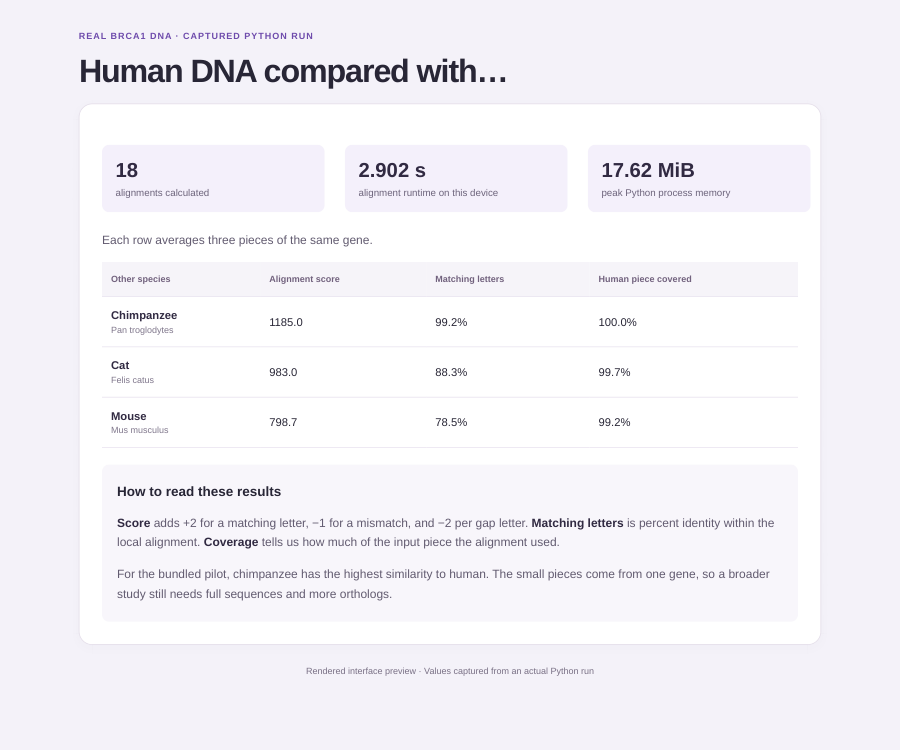 REAL BRCA1 DNA · CAPTURED PYTHON RUN
Human DNA compared with…
18
alignments calculated
2.902 s
alignment runtime on this device
17.62 MiB
peak Python process memory
Each row averages three pieces of the same gene.
Other species Alignment score Matching letters Human piece covered
Chimpanzee
Pan troglodytes
1185.0 99.2% 100.0%
Cat
Felis catus
983.0 88.3% 99.7%
Mouse
Mus musculus
798.7 78.5% 99.2%
How to read these results
Score adds +2 for a matching letter, −1 for a mismatch, and −2 per gap letter. Matching letters is percent identity within the
local alignment. Coverage tells us how much of the input piece the alignment used.
For the bundled pilot, chimpanzee has the highest similarity to human. The small pieces come from one gene, so a broader
study still needs full sequences and more orthologs.
Rendered interface preview · Values captured from an actual Python run